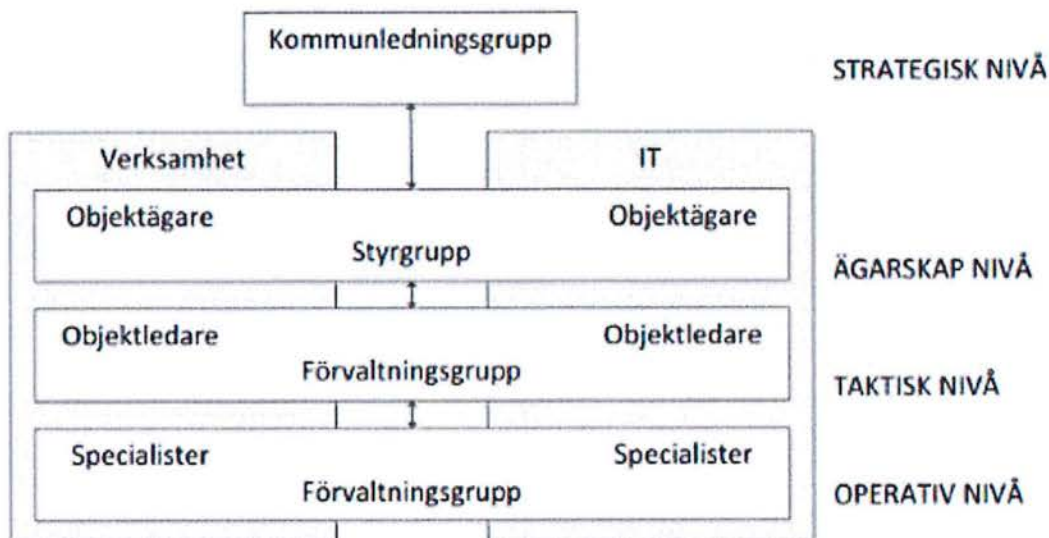 Kommunledningsgrupp
STRATEGISK NIVÅ
Verksamhet IT
Objektägare Objektägare
Styrgrupp
ÄGARSKAP NIVÅ
Objektledare Objektledare
Förvaltningsgrupp
TAKTISK NIVÅ
Specialister Specialister
Förvaltningsgrupp
OPERATIV NIVÅ